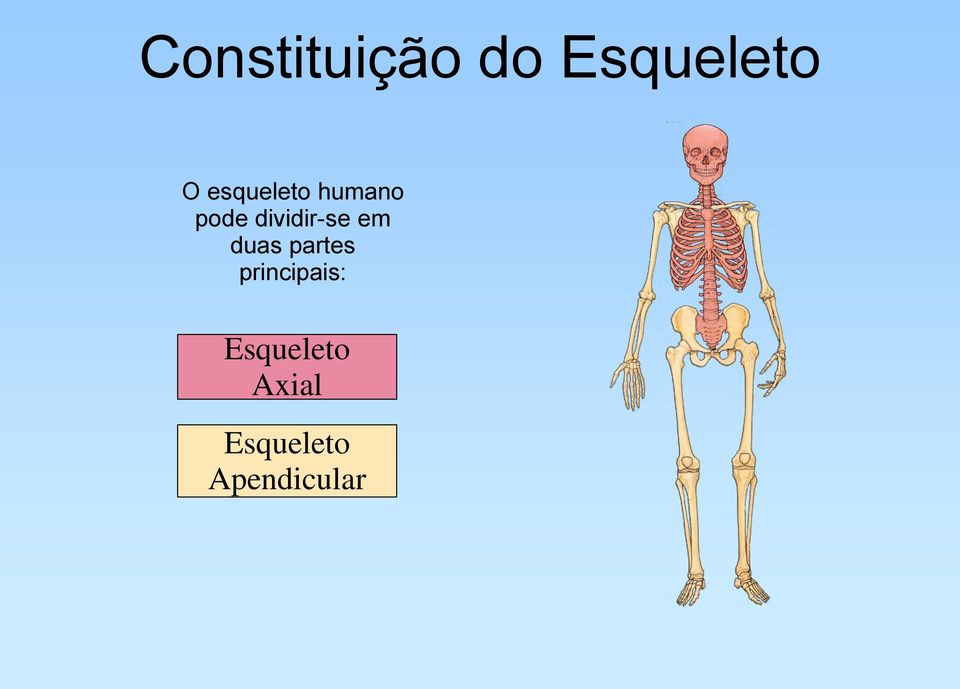 Constituição do Esqueleto
O esqueleto humano
pode dividir-se em
duas partes
principais:
Esqueleto
Axial
Esqueleto
Apendicular